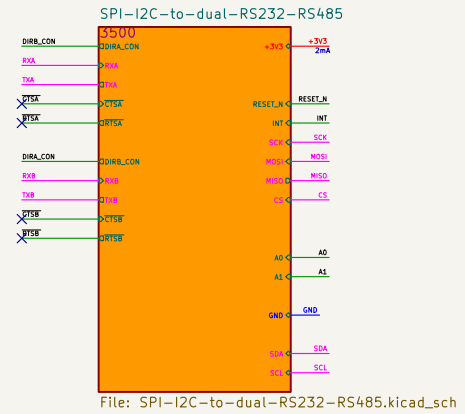 SPI-I2C-to-dual-RS232-RS485
3500
DIRB_CON DIRA_CON +3V3 +3V3
2mA
RXA RXA
TXA TXA
CTSA CTSA RESET_N RESET_N
RTSA RTSA INT INT
SCK SCK
DIRA_CON DIRB_CON MOSI MOSI
RXB RXB MISO MISO
TXB TXB CS CS
CTSB CTSB
RTSB RTSB
A0 A0
A1 A1
GND GND
SDA SDA
SCL SCL
File: SPI-I2C-to-dual-RS232-RS485.kicad_sch